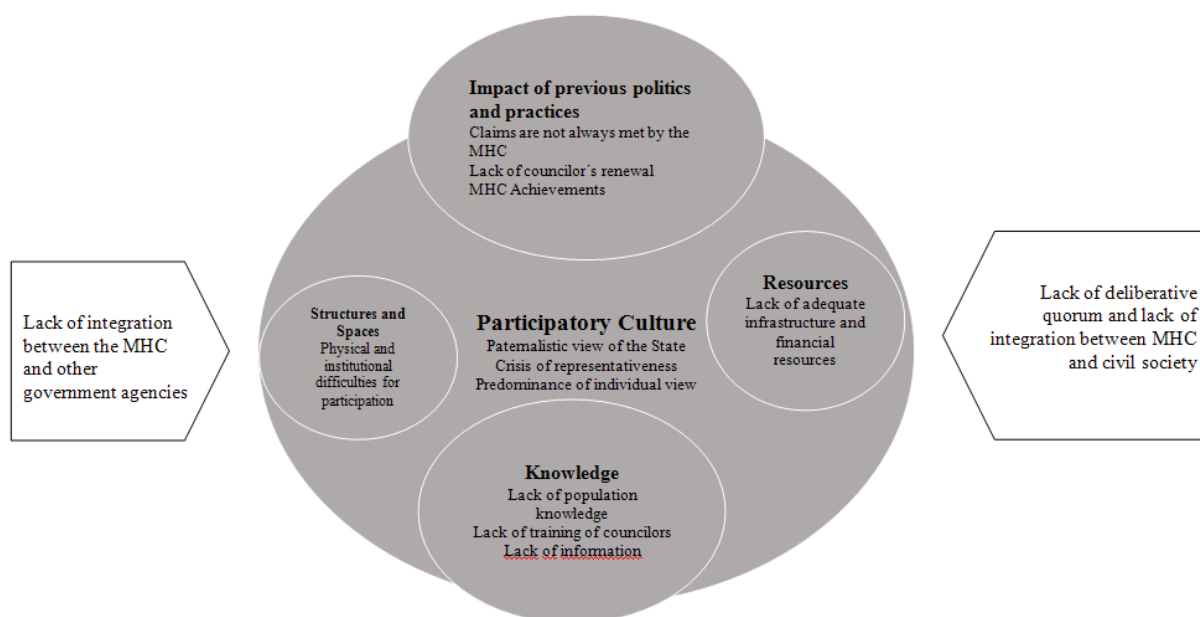 Impact of previous politics
and practices
Claims are not always met by the
MHC
Lack of councilor´s renewal
MHC Achievements
Lack of integration
between the MHC
and other
government agencies
Structures and
Spaces
Physical and
institutional
difficulties for
participation
Participatory Culture
Paternalistic view of the State
Crisis of representativeness
Predominance of individual view
Resources
Lack of adequate
infrastructure and
financial
resources
Lack of deliberative
quorum and lack of
integration between MHC
and civil society
Knowledge
Lack of population
knowledge
Lack of training of councilors
Lack of information